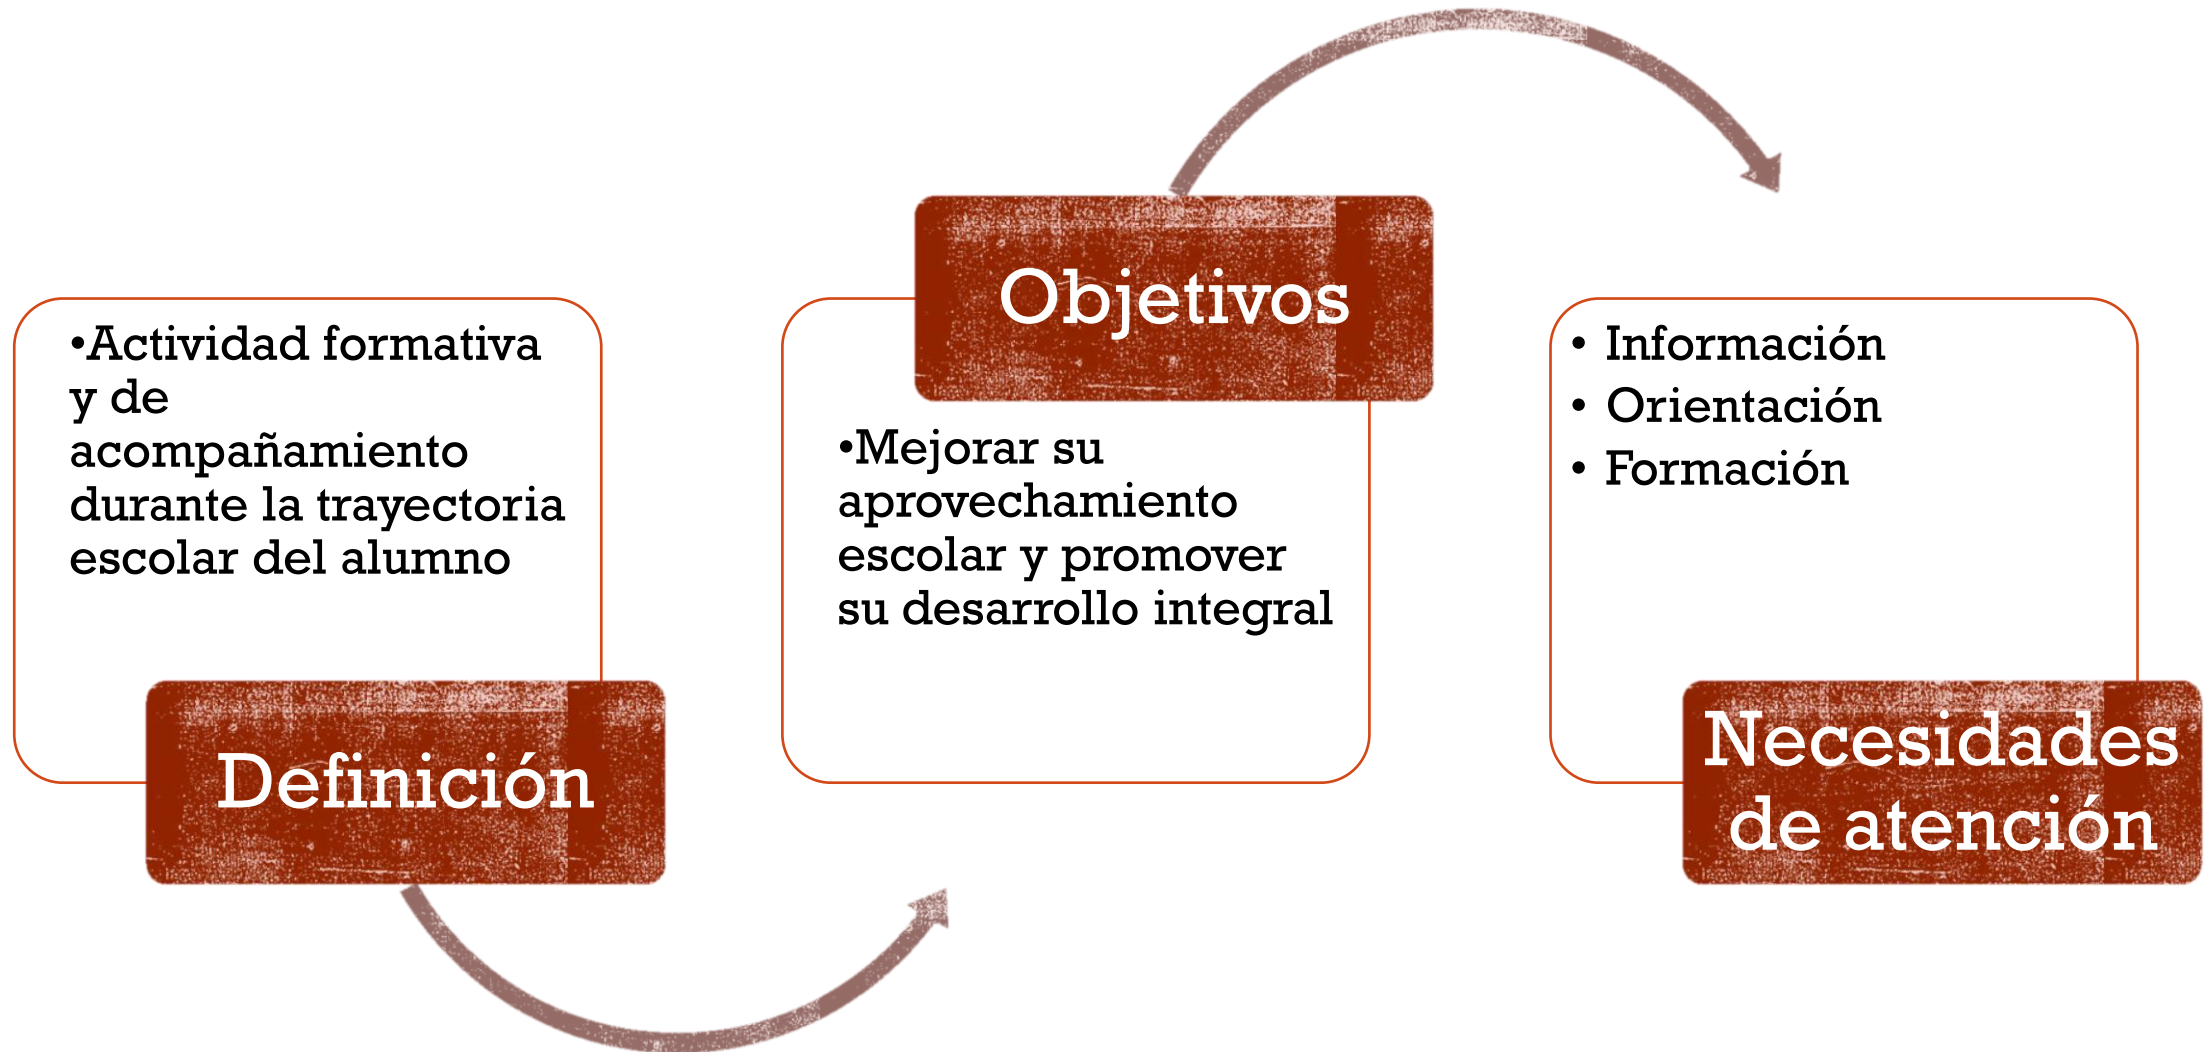 •Actividad formativa
y de
acompañamiento
durante la trayectoria
escolar del alumno
Definición
Objetivos
•Mejorar su
aprovechamiento
escolar y promover
su desarrollo integral
• Información
• Orientación
• Formación
Necesidades
de atención